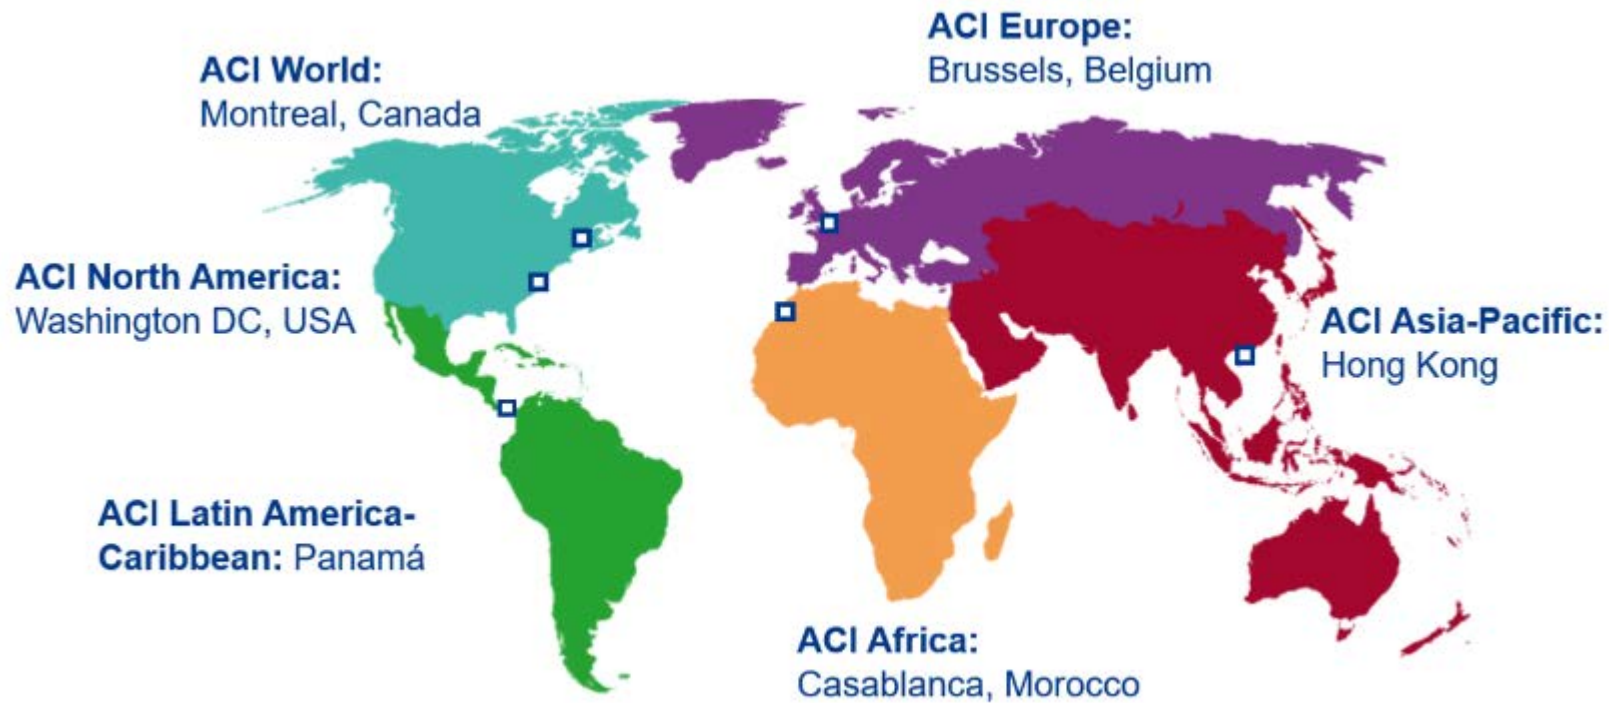 ACI Europe:
Brussels, Belgium
ACI World:
Montreal, Canada
ACI North America:
Washington DC, USA
ACI Asia-Pacific:
Hong Kong
ACI Latin America-
Caribbean: Panamá
ACI Africa:
Casablanca, Morocco